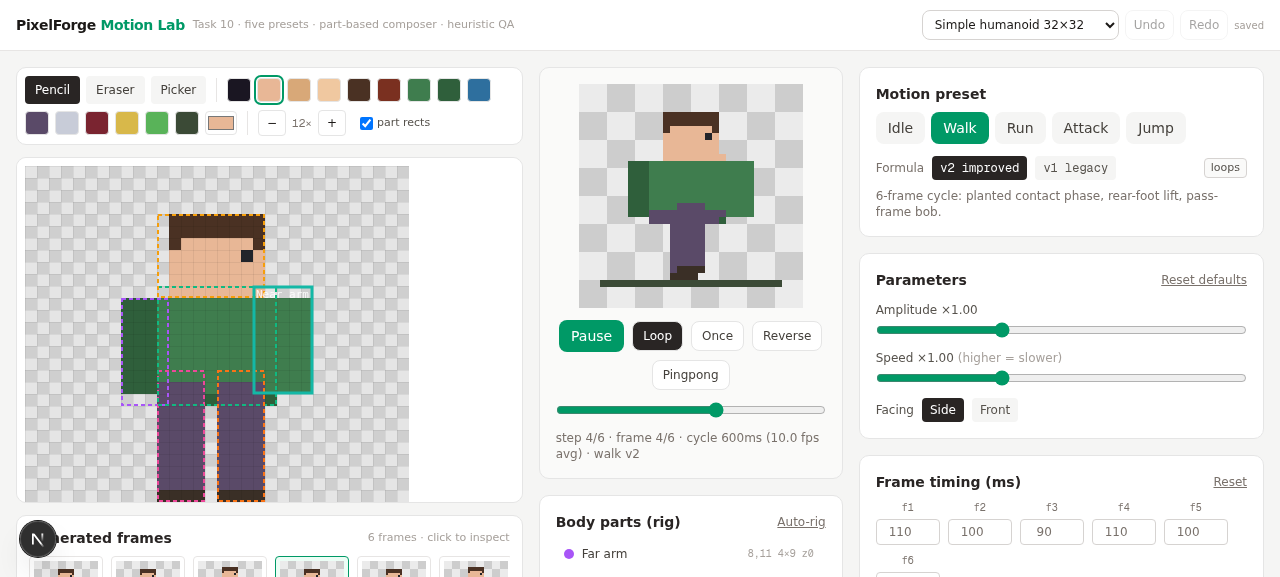 PixelForge Motion Lab Task 10 · five presets · part-based composer · heuristic QA
Simple humanoid 32×32 Undo Redo saved
Pencil Eraser Picker
− 12× + part rects
Generated frames 6 frames · click to inspect
Pause Loop Once Reverse
Pingpong
step 4/6 · frame 4/6 · cycle 600ms (10.0 fps
avg) · walk v2
Body parts (rig) Auto-rig
Far arm 8,11 4×9 z0
Motion preset
Idle Walk Run Attack Jump
Formula v2 improved v1 legacy loops
6-frame cycle: planted contact phase, rear-foot lift, pass-
frame bob.
Parameters Reset defaults
Amplitude ×1.00
Speed ×1.00 (higher = slower)
Facing Side Front
Frame timing (ms) Reset
f1 f2 f3 f4 f5
110 100 90 110 100
f6